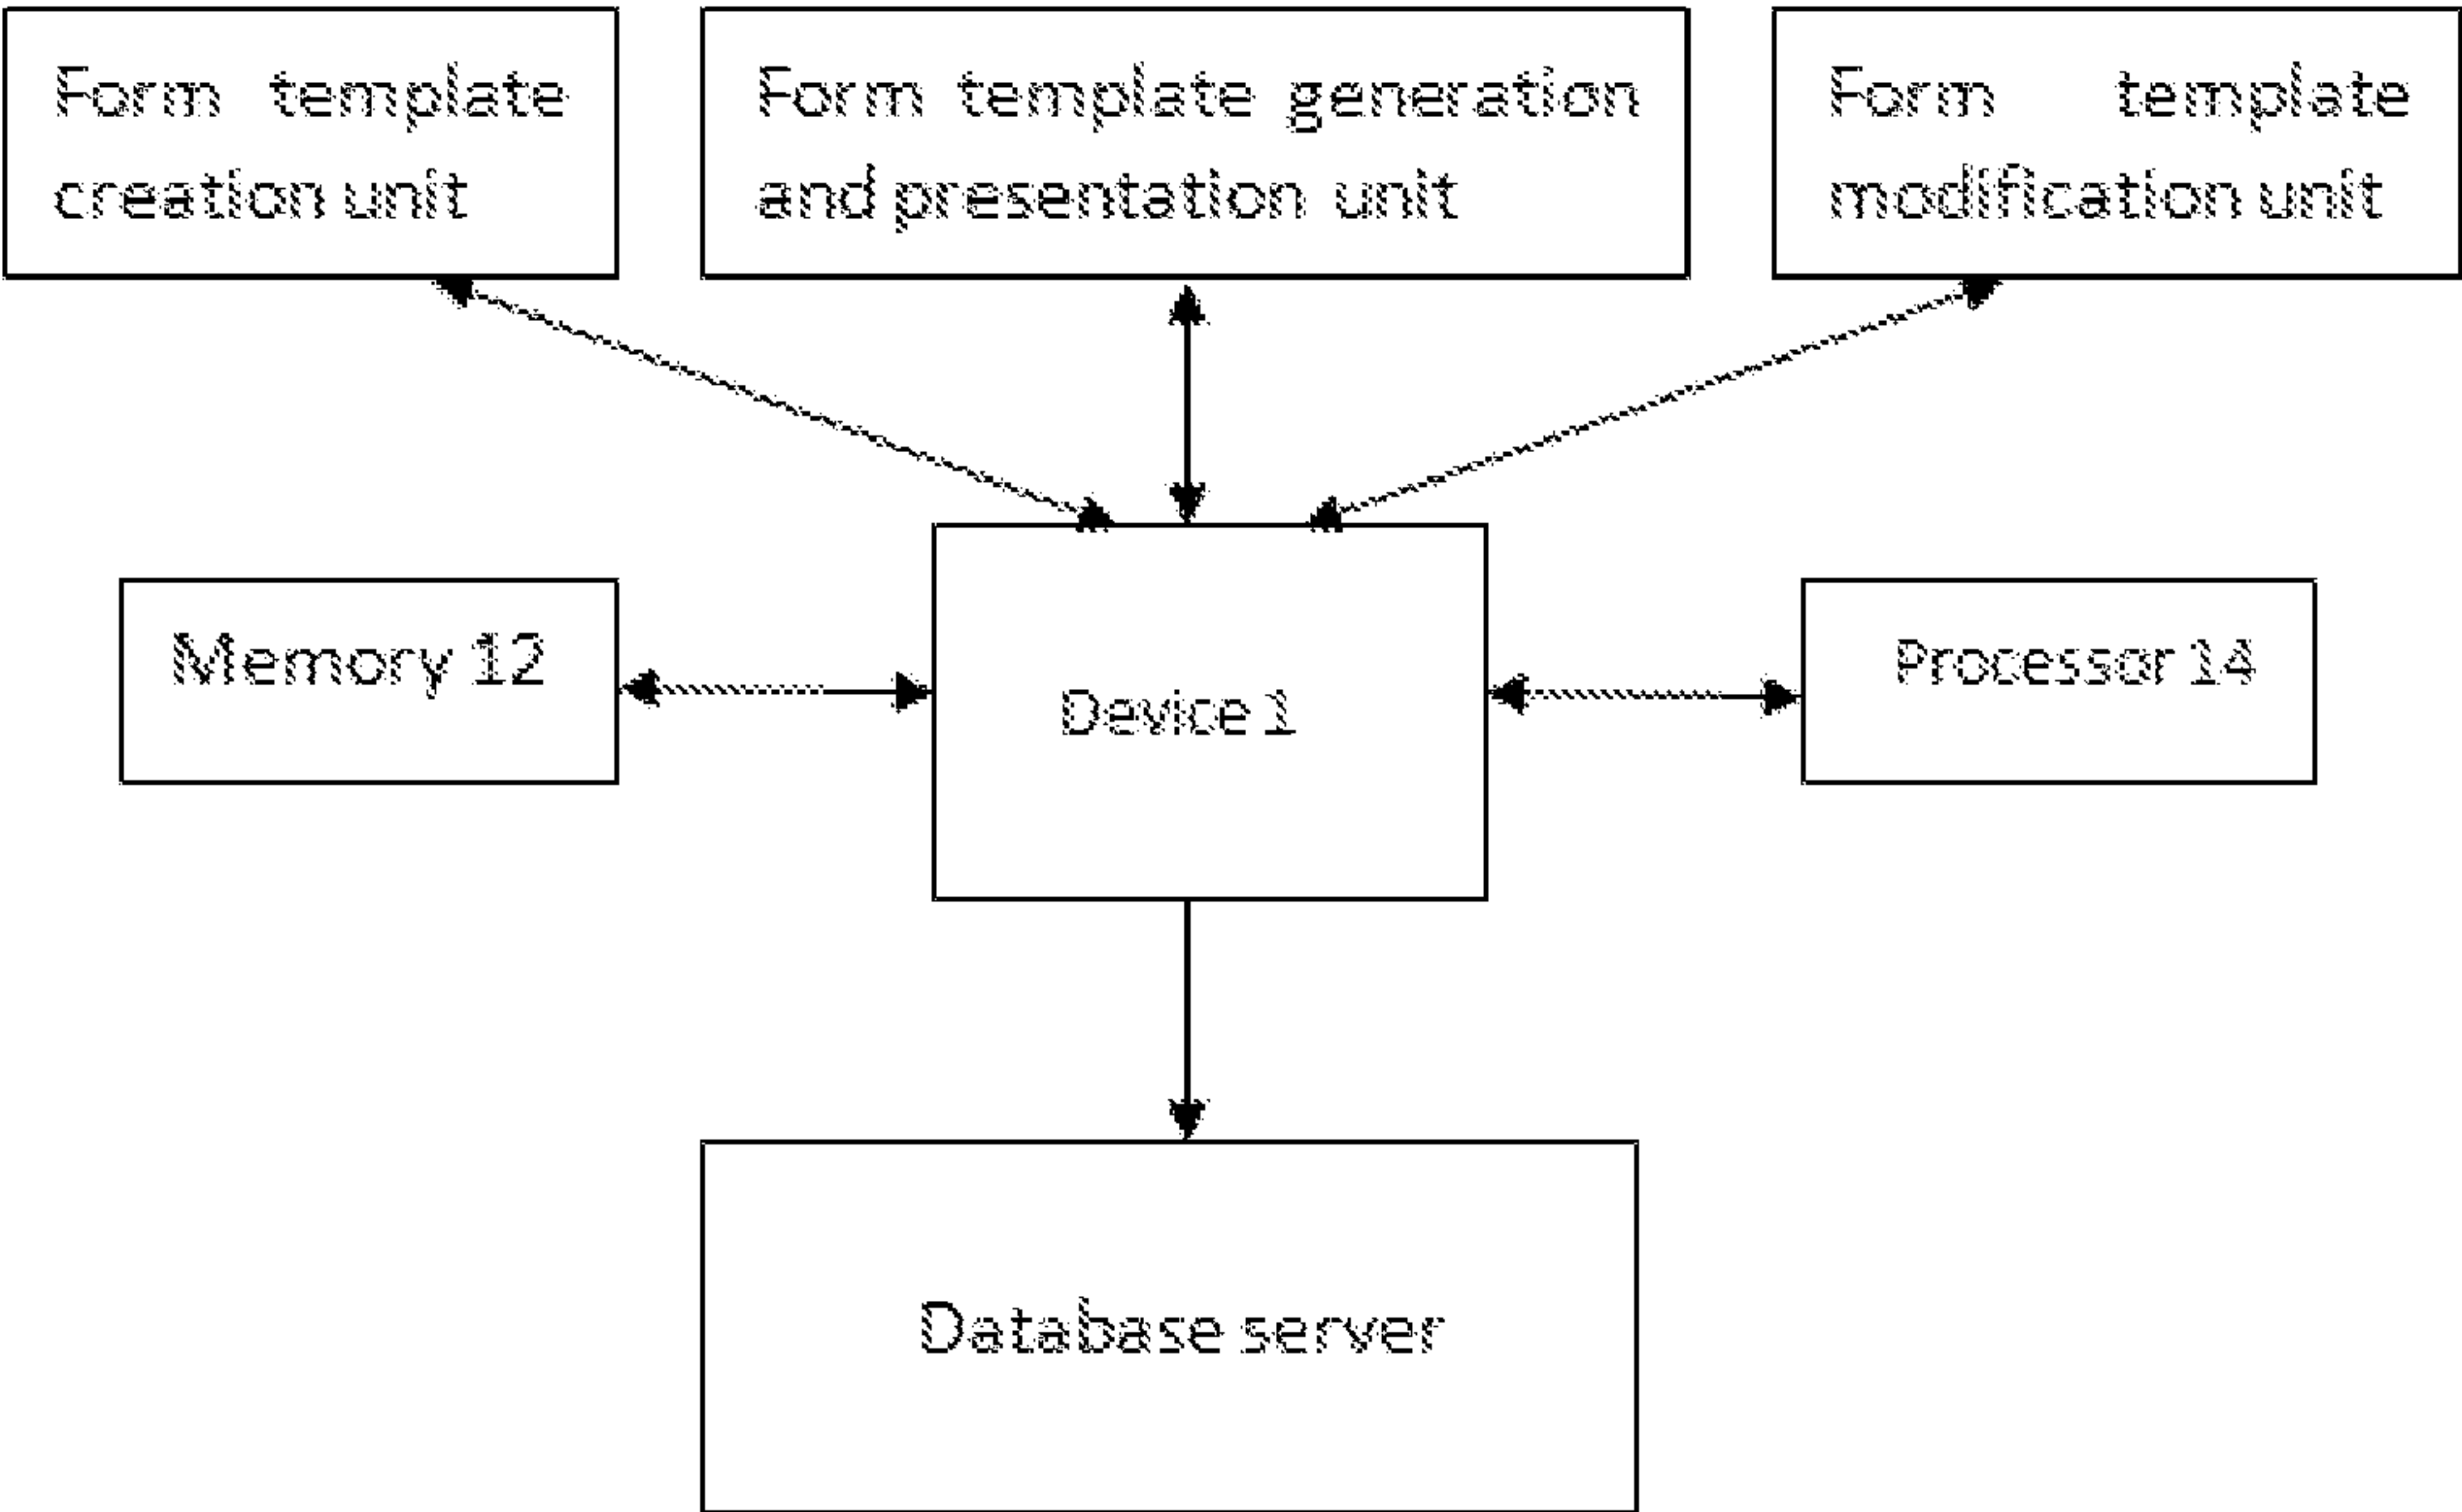 Form template
creation unit
Form template generation
and presentation unit
Form template
modification unit
Memory 12
Device 1
Processor 14
Database server